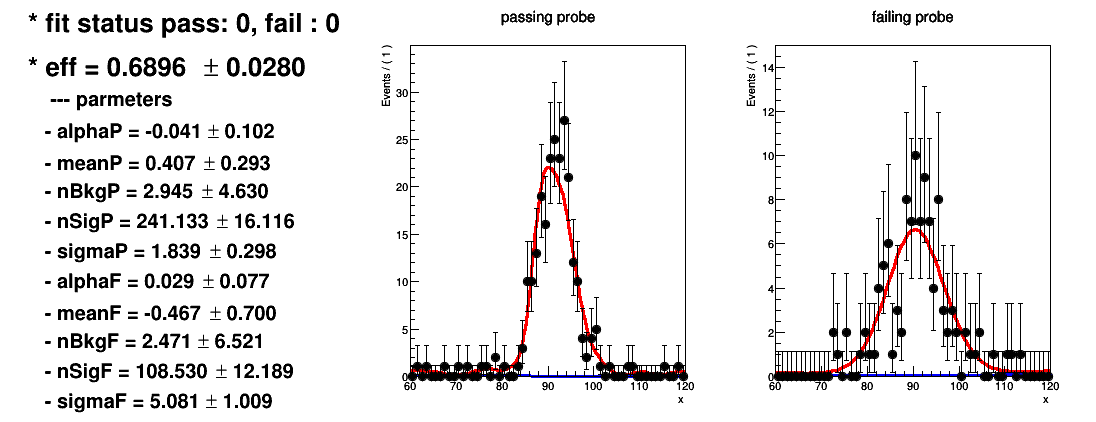 * fit status pass: 0, fail : 0
* eff = 0.6896 ± 0.0280
--- parmeters
- alphaP = -0.041 ± 0.102
- meanP = 0.407 ± 0.293
- nBkgP = 2.945 ± 4.630
- nSigP = 241.133 ± 16.116
- sigmaP = 1.839 ± 0.298
- alphaF = 0.029 ± 0.077
- meanF = -0.467 ± 0.700
- nBkgF = 2.471 ± 6.521
- nSigF = 108.530 ± 12.189
- sigmaF = 5.081 ± 1.009
passing probe
Events / ( 1 )
30
25
20
15
10
5
0
60 70 80 90 100 110 120
x
failing probe
Events / ( 1 )
14
12
10
8
6
4
2
0
60 70 80 90 100 110 120
x